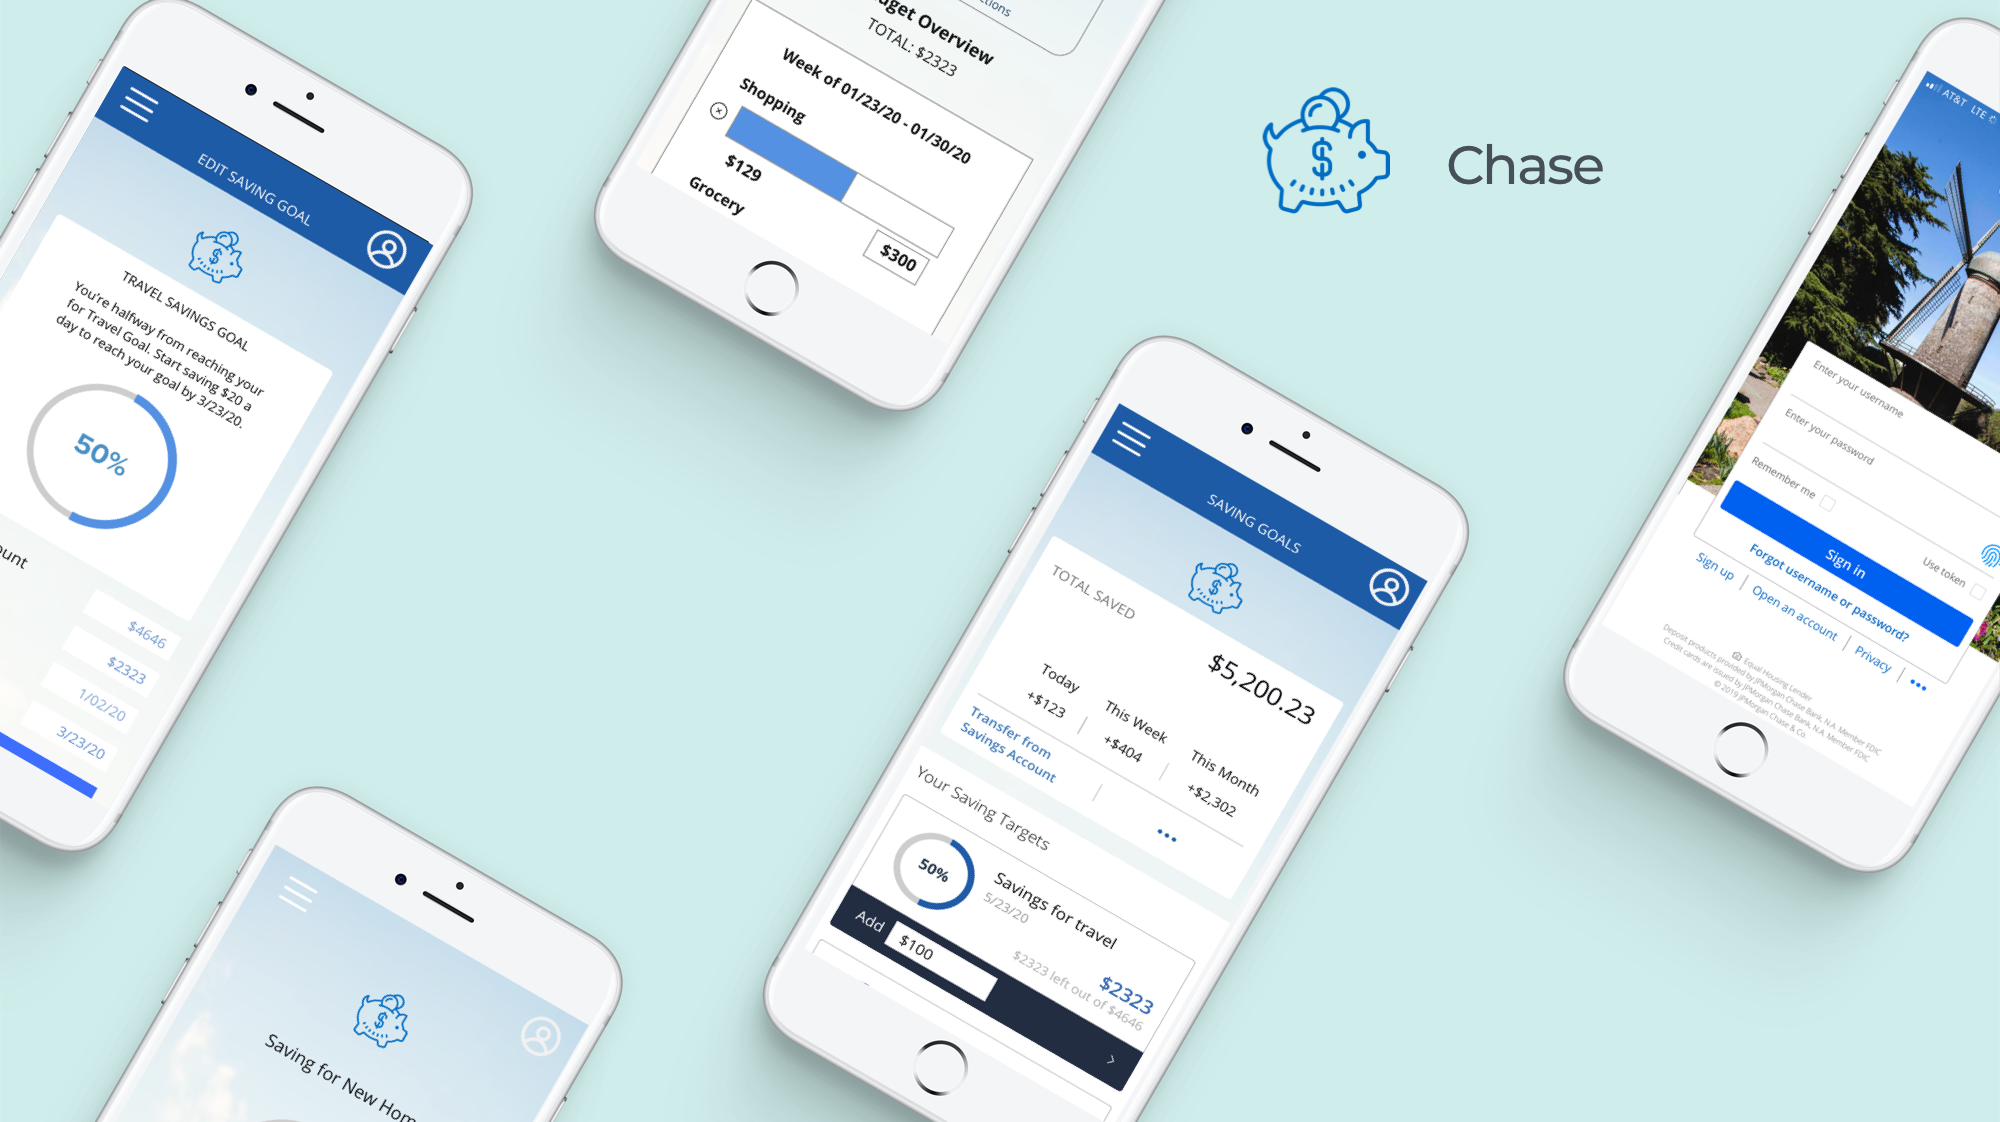 EDIT SAVING GOAL
TRAVEL SAVINGS GOAL
You're halfway from reaching your
for Travel Goal. Start saving $20 a
day to reach your goal by 3/23/20.
50%
ount
$4646
$2323
1/02/20
3/23/20
Saving for New Hom
ctions
dget Overview
TOTAL: $2323
Week of 01/23/20 - 01/30/20
Shopping
$129
$300
Grocery
Chase
SAVING GOALS
TOTAL SAVED
$5,200.23
Today
+$123
This Week
+$404
This Month
+$2,302
Transfer from
Savings Account
Your Saving Targets
50%
Savings for travel
5/23/20
$2323
$2323 left out of $4646
Add
$100
AT&T LTE
Enter your username
Enter your password
Remember me
Use token
Sign in
Forgot username or password?
Sign up | Open an account | Privacy |
Equal Housing Lender
Deposit products provided by JPMorgan Chase Bank, N.A. Member FDIC
Credit cards are issued by JPMorgan Chase Bank, N.A. Member FDIC
© 2019 JPMorgan Chase & Co.